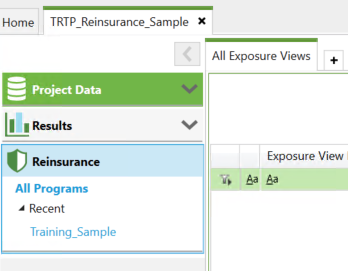 Home TRTP_Reinsurance_Sample ×
All Exposure Views +
Project Data
Results
Exposure View
Reinsurance
Aa Aa
All Programs
Recent
Training_Sample